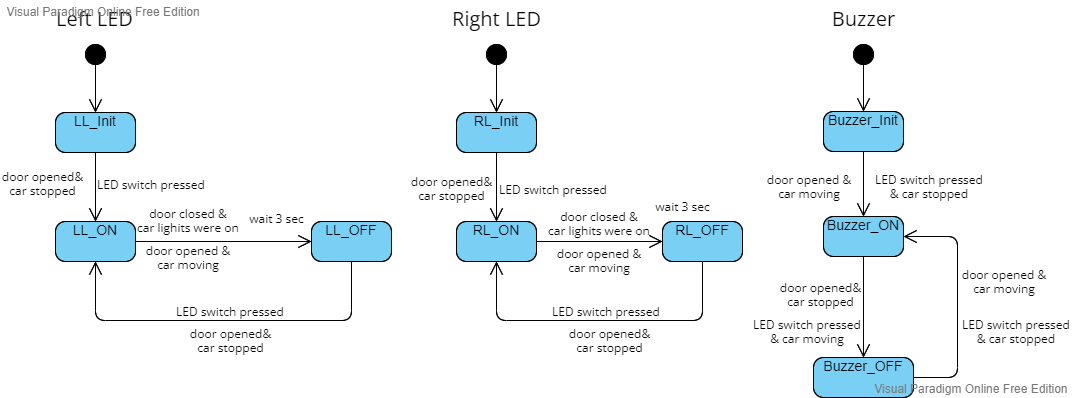 Visual Paradigm Online Free Edition
Left LED
Right LED
Buzzer
LL_Init
door opened&
car stopped
LED switch pressed
LL_ON
door closed &
car lights were on
door opened &
car moving
wait 3 sec
LL_OFF
LED switch pressed
door opened&
car stopped
RL_Init
door opened&
car stopped
LED switch pressed
RL_ON
door closed &
car lights were on
door opened &
car moving
wait 3 sec
RL_OFF
LED switch pressed
door opened&
car stopped
Buzzer_Init
door opened &
car moving
LED switch pressed
& car stopped
Buzzer_ON
door opened&
car stopped
LED switch pressed
& car moving
door opened &
car moving
LED switch pressed
& car stopped
Buzzer_OFF
Visual Paradigm Online Free Edition